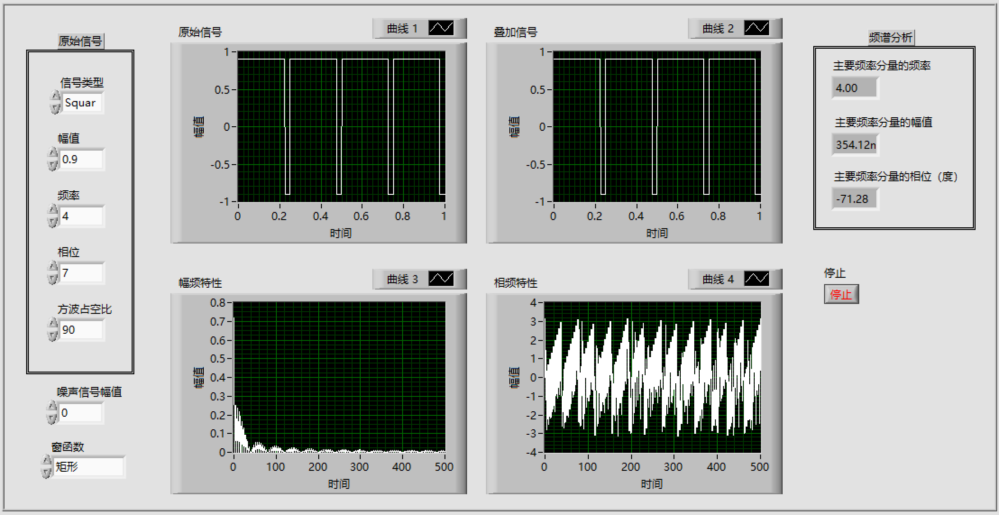 原始信号
信号类型
Squar
幅值
0.9
频率
4
相位
7
方波占空比
90
噪声信号幅值
0
窗函数
矩形
原始信号
曲线 1
幅值
1
0.5
0
-0.5
-1
0 0.2 0.4 0.6 0.8 1
时间
叠加信号
曲线 2
幅值
1
0.5
0
-0.5
-1
0 0.2 0.4 0.6 0.8 1
时间
幅频特性
曲线 3
幅值
0.8
0.7
0.6
0.5
0.4
0.3
0.2
0.1
0
0 100 200 300 400 500
时间
相频特性
曲线 4
幅值
4
3
2
1
0
-1
-2
-3
-4
0 100 200 300 400 500
时间
频谱分析
主要频率分量的频率
4.00
主要频率分量的幅值
354.12n
主要频率分量的相位（度）
-71.28
停止
停止